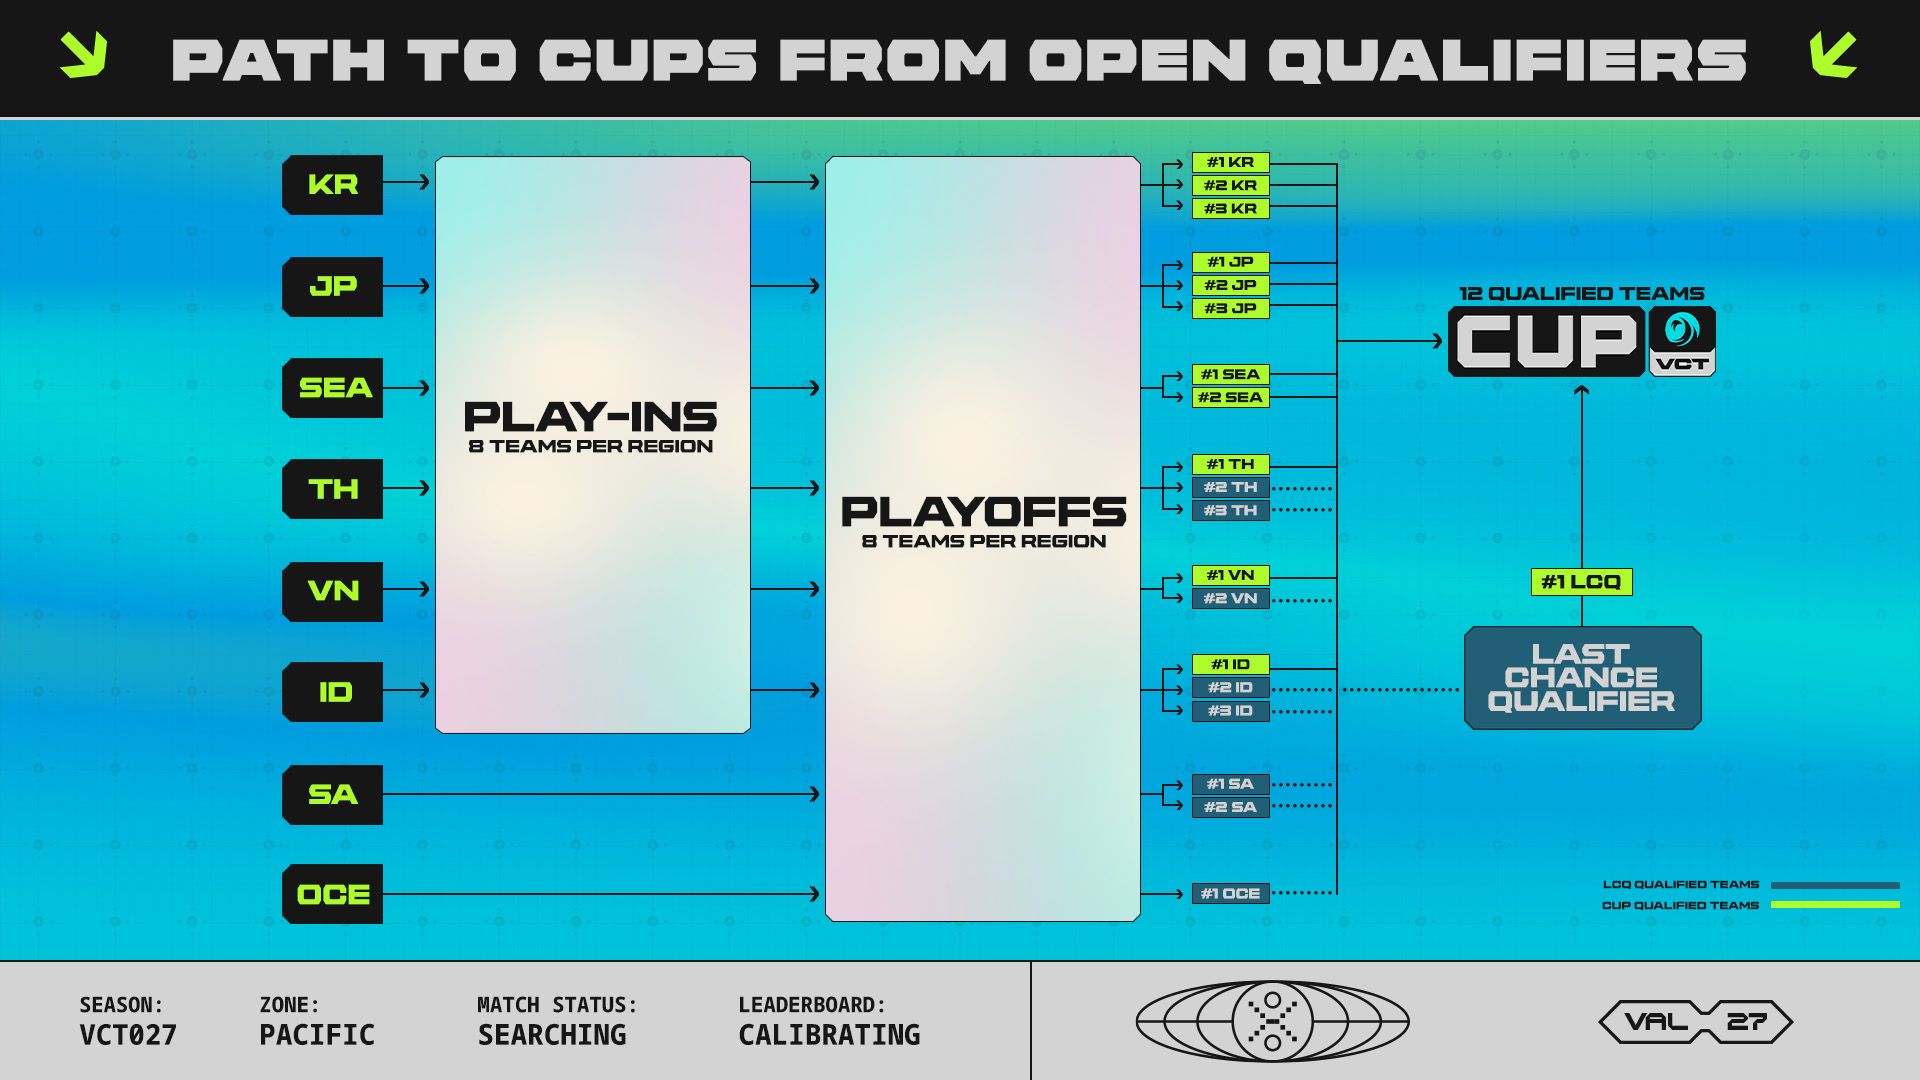 PATH TO CUPS FROM OPEN QUALIFIERS
KR
JP
SEA
TH
VN
ID
SA
OCE
PLAY-INS
8 TEAMS PER REGION
PLAYOFFS
8 TEAMS PER REGION
#1 KR
#2 KR
#3 KR
#1 JP
#2 JP
#3 JP
#1 SEA
#2 SEA
#1 TH
#2 TH
#3 TH
#1 VN
#2 VN
#1 ID
#2 ID
#3 ID
#1 SA
#2 SA
#1 OCE
12 QUALIFIED TEAMS
CUP
VCT
#1 LCQ
LAST
CHANCE
QUALIFIER
LCQ QUALIFIED TEAMS
CUP QUALIFIED TEAMS
SEASON:
VCT027
ZONE:
PACIFIC
MATCH STATUS:
SEARCHING
LEADERBOARD:
CALIBRATING
VAL 27